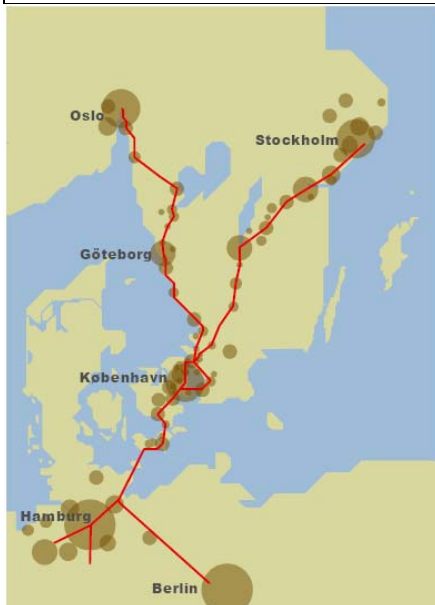 Oslo
Stockholm
Göteborg
København
Hamburg
Berlin